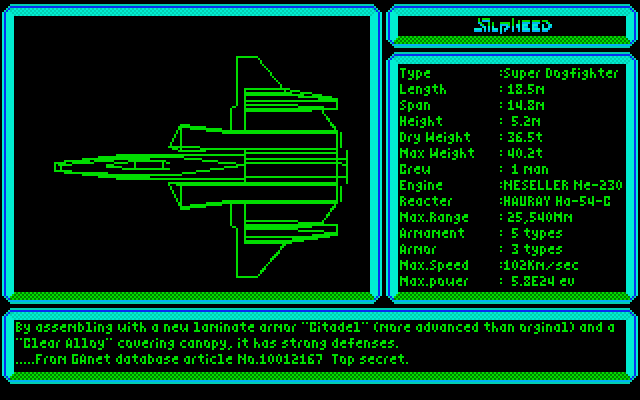 SilpHEED
Type :Super Dogfighter
Length : 18.5m
Span : 14.8m
Height : 5.2m
Dry Weight : 36.5t
Max Weight : 40.2t
Crew : 1 man
Engine :NESELLER Ne-230
Reacter :HAURAY Ha-54-C
Max.Range : 25,540Mm
Armament : 5 types
Armor : 3 types
Max.Speed :102Km/sec
Max.power : 5.8E24 ev
By assembling with a new laminate armor "Citadel" (more advanced than orginal) and a
"Clear Alloy" covering canopy, it has strong defenses.
.....From GAnet database article No.10012167 Top secret.